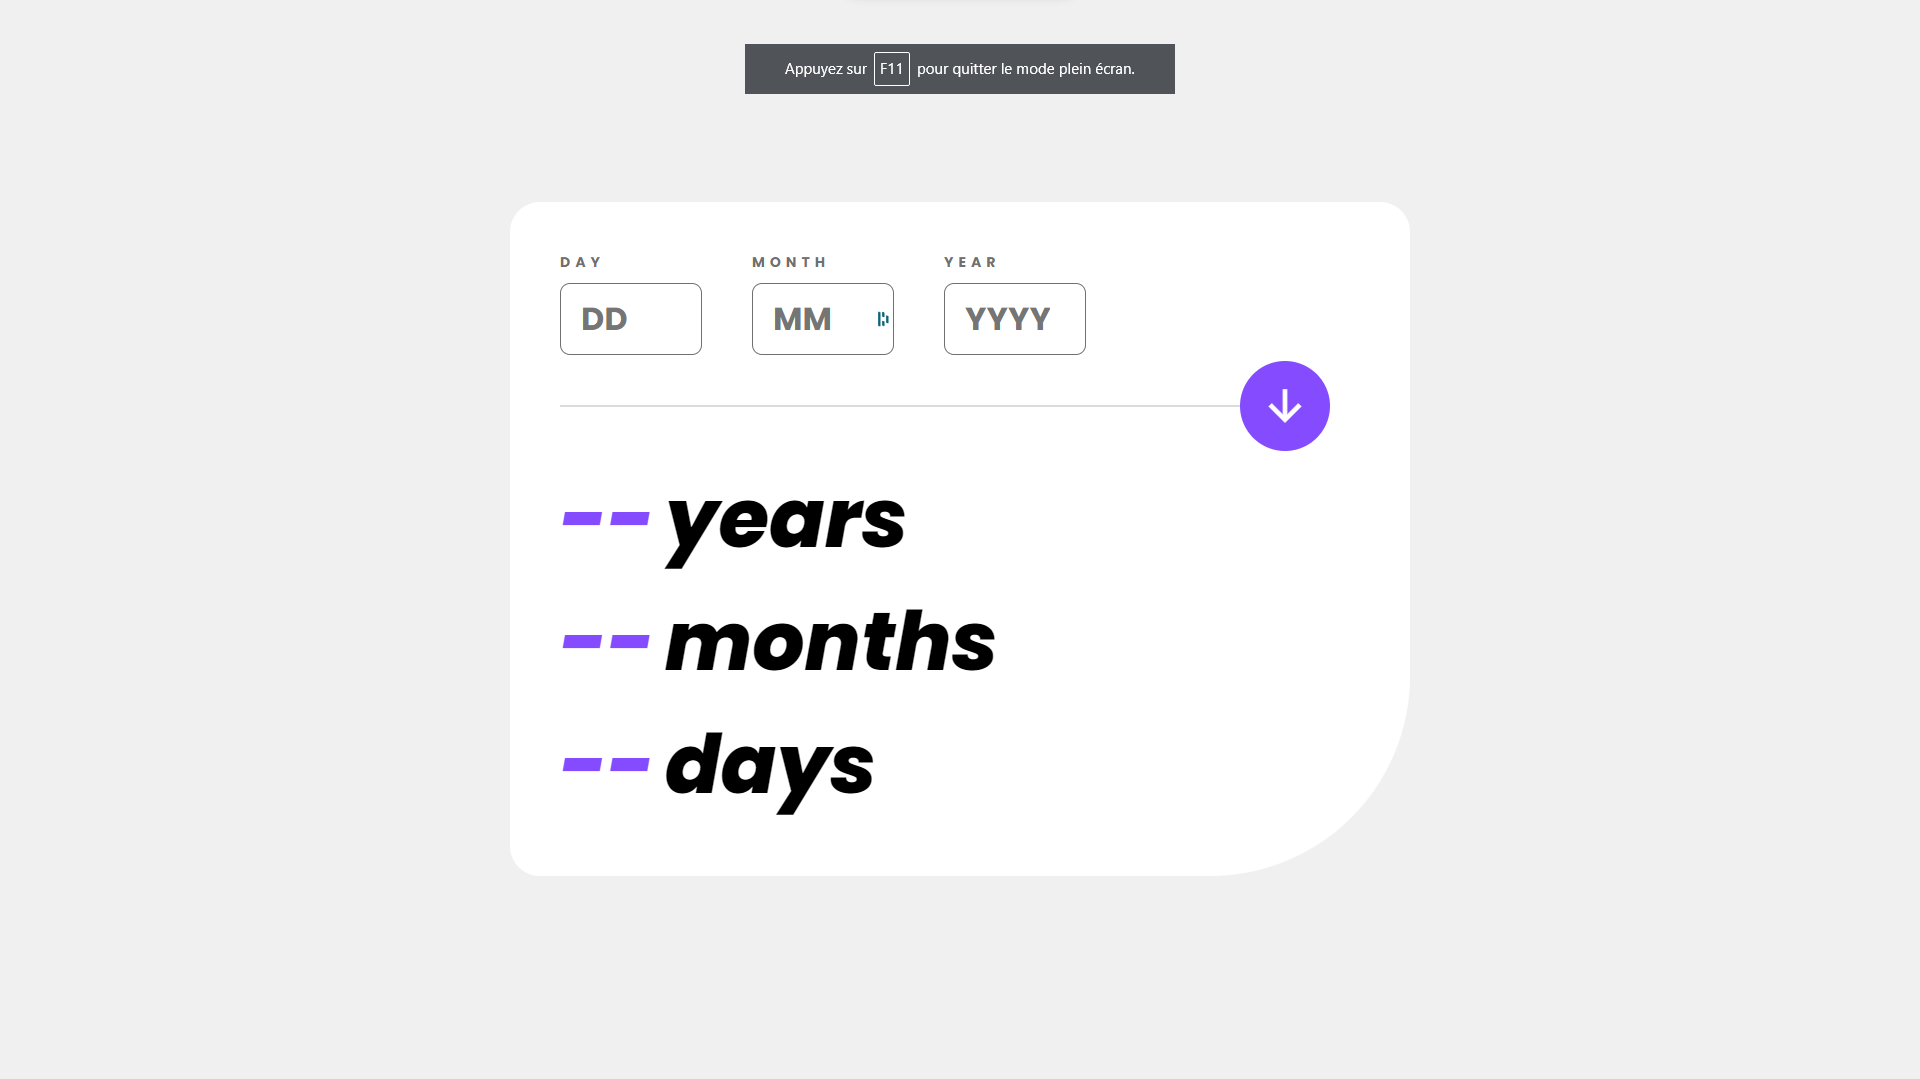 Appuyez sur F11 pour quitter le mode plein écran.
DAY MONTH YEAR
DD MM YYYY
-- years
-- months
-- days